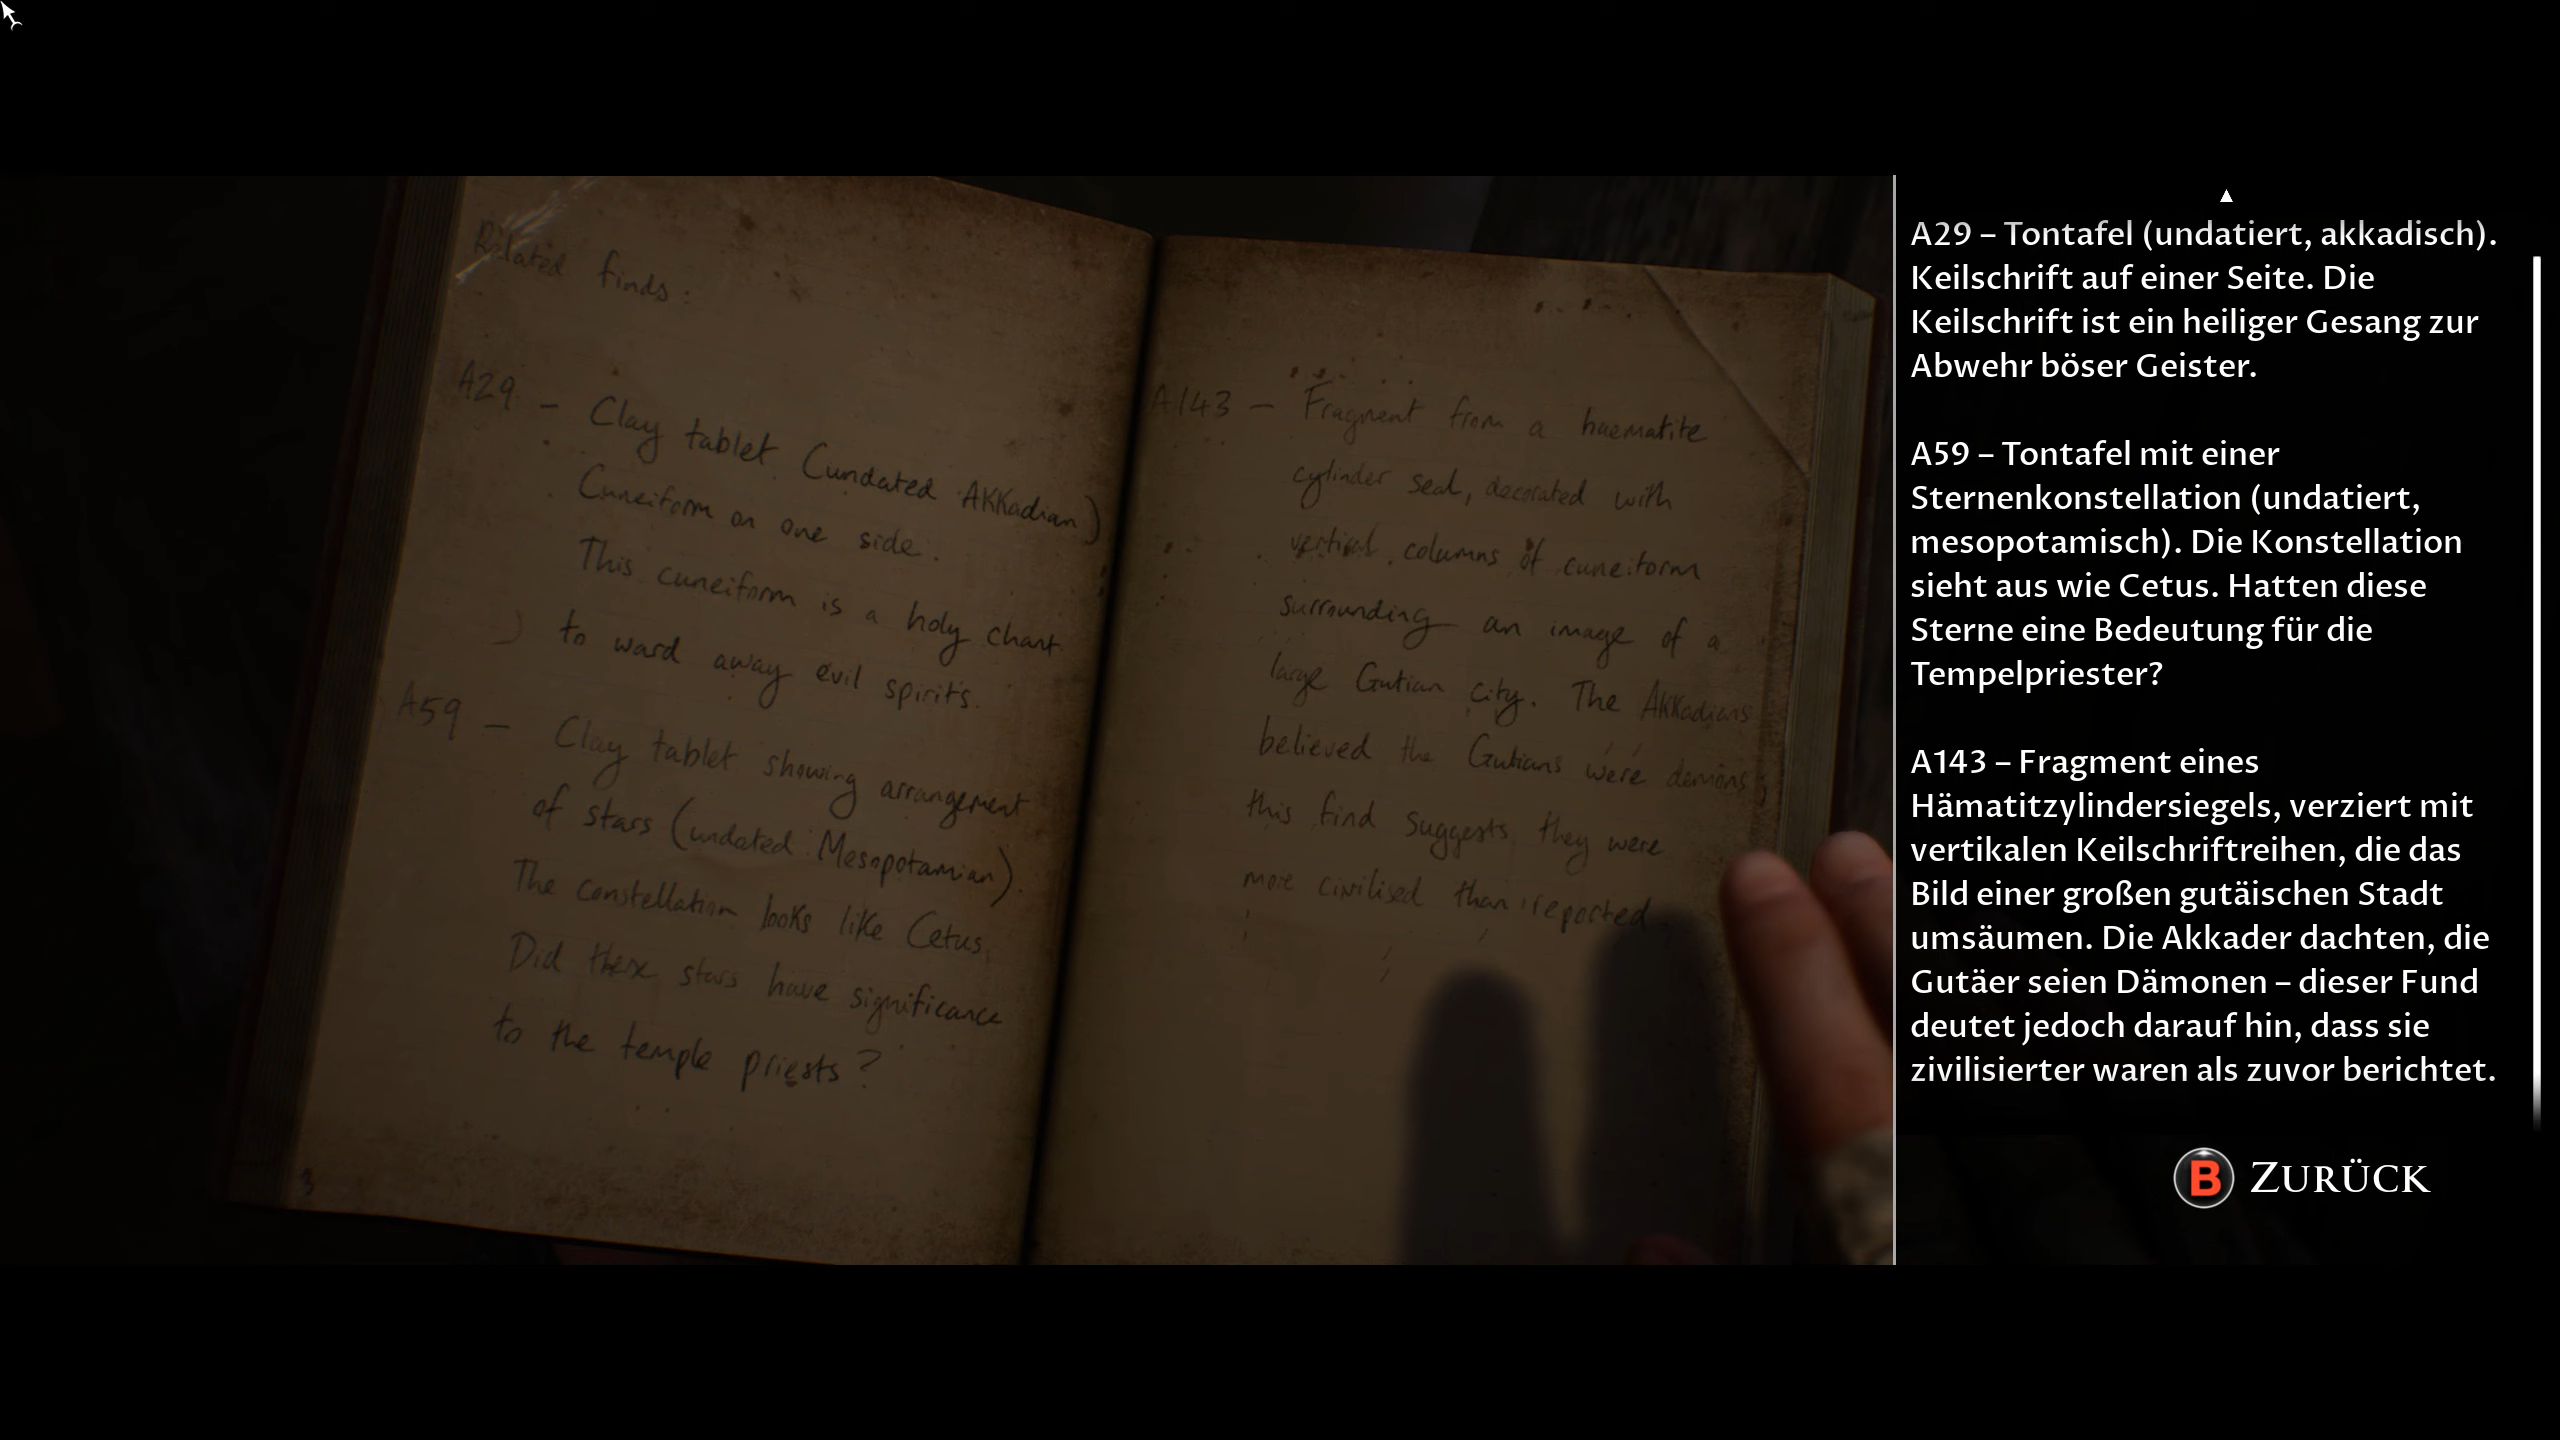 Related finds:
A29 - Clay tablet (undated AKKadian)
Cuneiform on one side.
This cuneiform is a holy chant
to ward away evil spirits.
A59 - Clay tablet showing arrangement
of stars (undated Mesopotamian).
The constellation looks like Cetus.
Did these stars have significance
to the temple priests?
3
A143 - Fragment from a haematite
cylinder seal, decorated with
vertical columns of cuneiform
surrounding an image of a
large Gutian city. The AKKadians
believed the Gutians were demons,
this find suggests they were
more civilised than reported
A29 – Tontafel (undatiert, akkadisch).
Keilschrift auf einer Seite. Die
Keilschrift ist ein heiliger Gesang zur
Abwehr böser Geister.
A59 – Tontafel mit einer
Sternenkonstellation (undatiert,
mesopotamisch). Die Konstellation
sieht aus wie Cetus. Hatten diese
Sterne eine Bedeutung für die
Tempelpriester?
A143 – Fragment eines
Hämatitzylindersiegels, verziert mit
vertikalen Keilschriftreihen, die das
Bild einer großen gutäischen Stadt
umsäumen. Die Akkader dachten, die
Gutäer seien Dämonen – dieser Fund
deutet jedoch darauf hin, dass sie
zivilisierter waren als zuvor berichtet.
B ZURÜCK